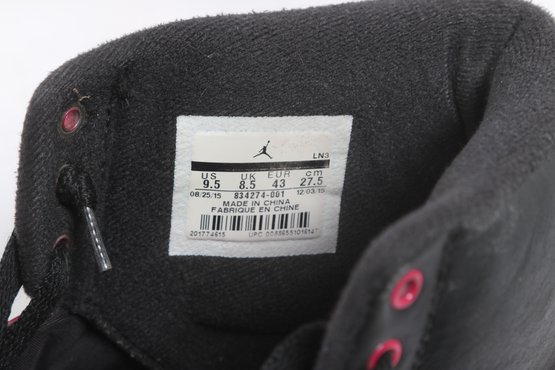 LN3
US UK EUR cm
9.5 8.5 43 27.5
08/25/15 834274-001 12/03/15
MADE IN CHINA
FABRIQUE EN CHINE
201774615 UPC